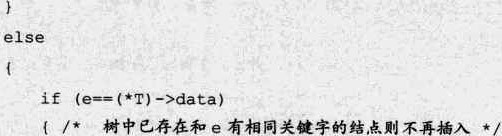 }
else
{
if (e==(*T)->data)
{ /* 树中已存在和 e 有相同关键字的结点则不再插入 */